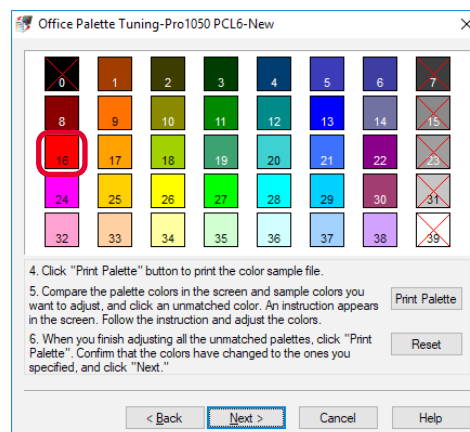 Office Palette Tuning-Pro1050 PCL6-New
0 1 2 3 4 5 6 7
8 9 10 11 12 13 14 15
16 17 18 19 20 21 22 23
24 25 26 27 28 29 30 31
32 33 34 35 36 37 38 39
4. Click "Print Palette" button to print the color sample file.
5. Compare the palette colors in the screen and sample colors you
want to adjust, and click an unmatched color. An instruction appears
in the screen. Follow the instruction and adjust the colors.
Print Palette
6. When you finish adjusting all the unmatched palettes, click "Print
Palette". Confirm that the colors have changed to the ones you
specified, and click "Next."
Reset
< Back Next > Cancel Help